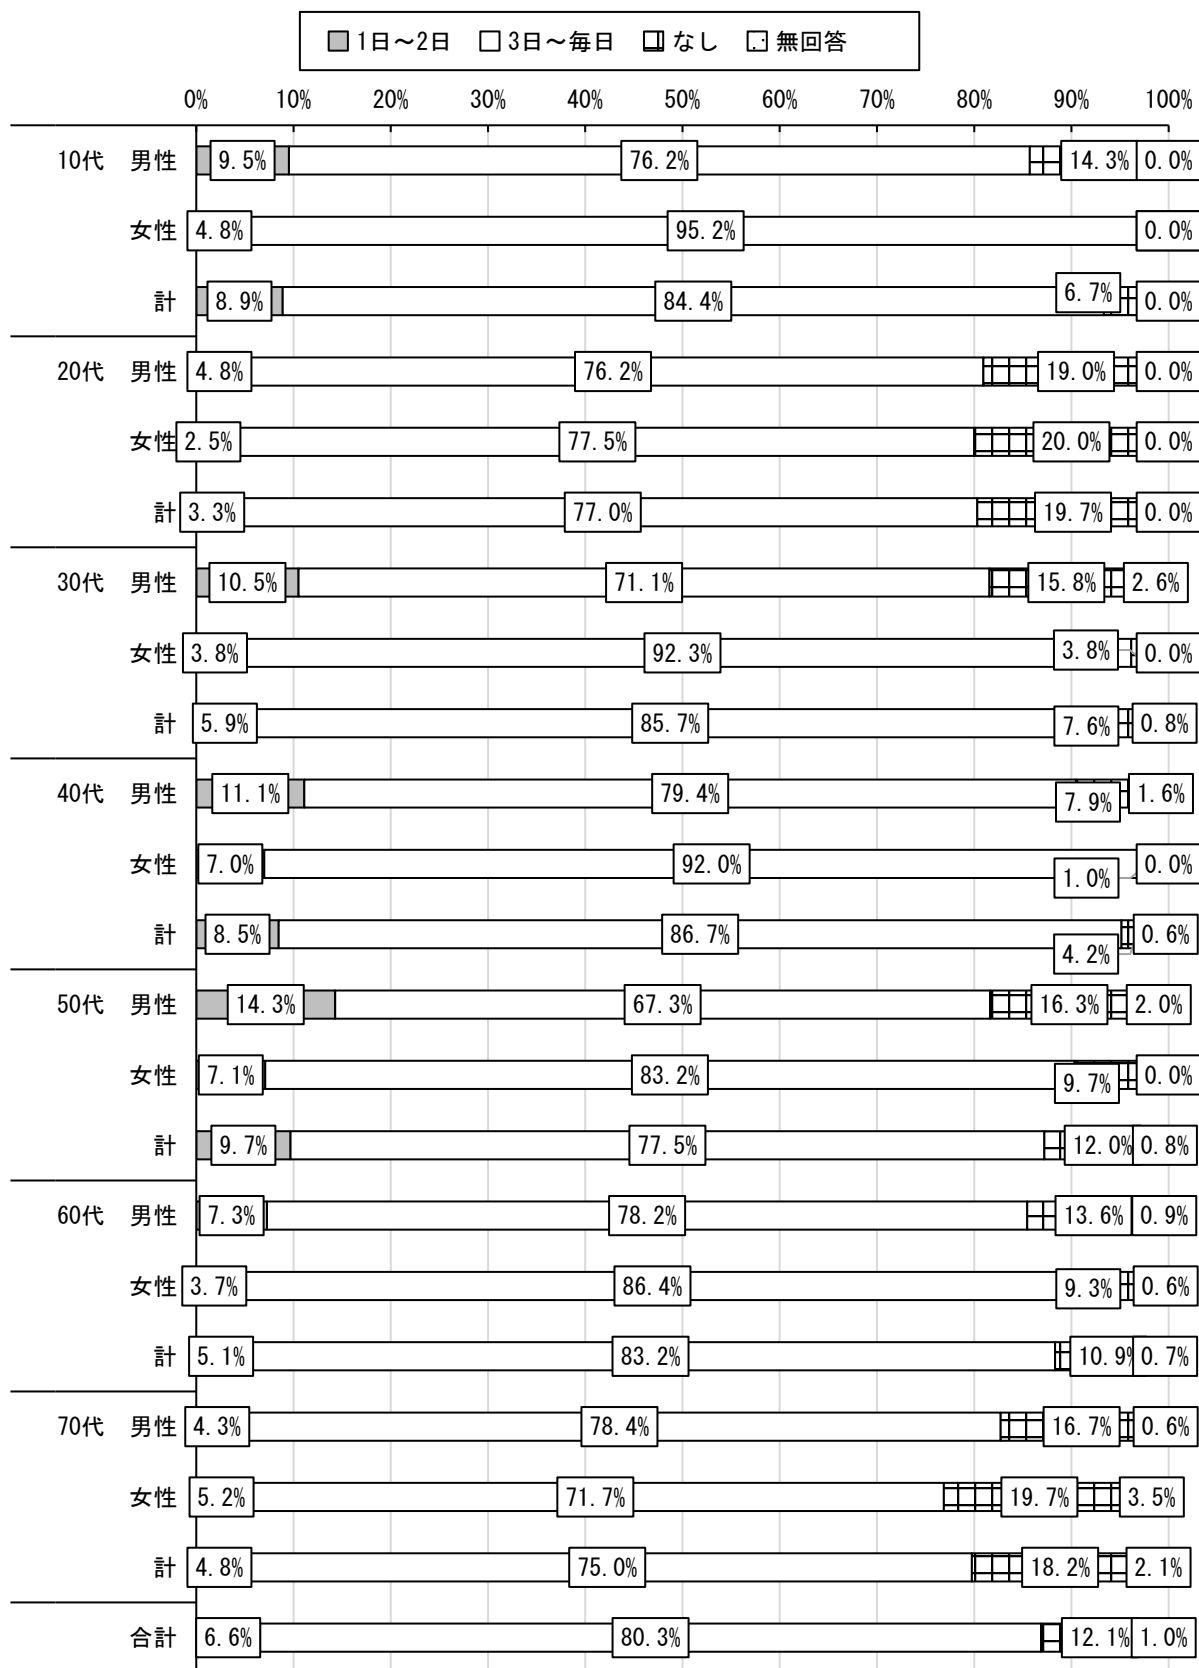 1日～2日 3日～毎日 なし 無回答
0% 10% 20% 30% 40% 50% 60% 70% 80% 90% 100%
10代 男性 9.5% 76.2% 14.3% 0.0%
女性 4.8% 95.2% 0.0%
計 8.9% 84.4% 6.7% 0.0%
20代 男性 4.8% 76.2% 19.0% 0.0%
女性 2.5% 77.5% 20.0% 0.0%
計 3.3% 77.0% 19.7% 0.0%
30代 男性 10.5% 71.1% 15.8% 2.6%
女性 3.8% 92.3% 3.8% 0.0%
計 5.9% 85.7% 7.6% 0.8%
40代 男性 11.1% 79.4% 7.9% 1.6%
女性 7.0% 92.0% 1.0% 0.0%
計 8.5% 86.7% 4.2% 0.6%
50代 男性 14.3% 67.3% 16.3% 2.0%
女性 7.1% 83.2% 9.7% 0.0%
計 9.7% 77.5% 12.0% 0.8%
60代 男性 7.3% 78.2% 13.6% 0.9%
女性 3.7% 86.4% 9.3% 0.6%
計 5.1% 83.2% 10.9% 0.7%
70代 男性 4.3% 78.4% 16.7% 0.6%
女性 5.2% 71.7% 19.7% 3.5%
計 4.8% 75.0% 18.2% 2.1%
合計 6.6% 80.3% 12.1% 1.0%